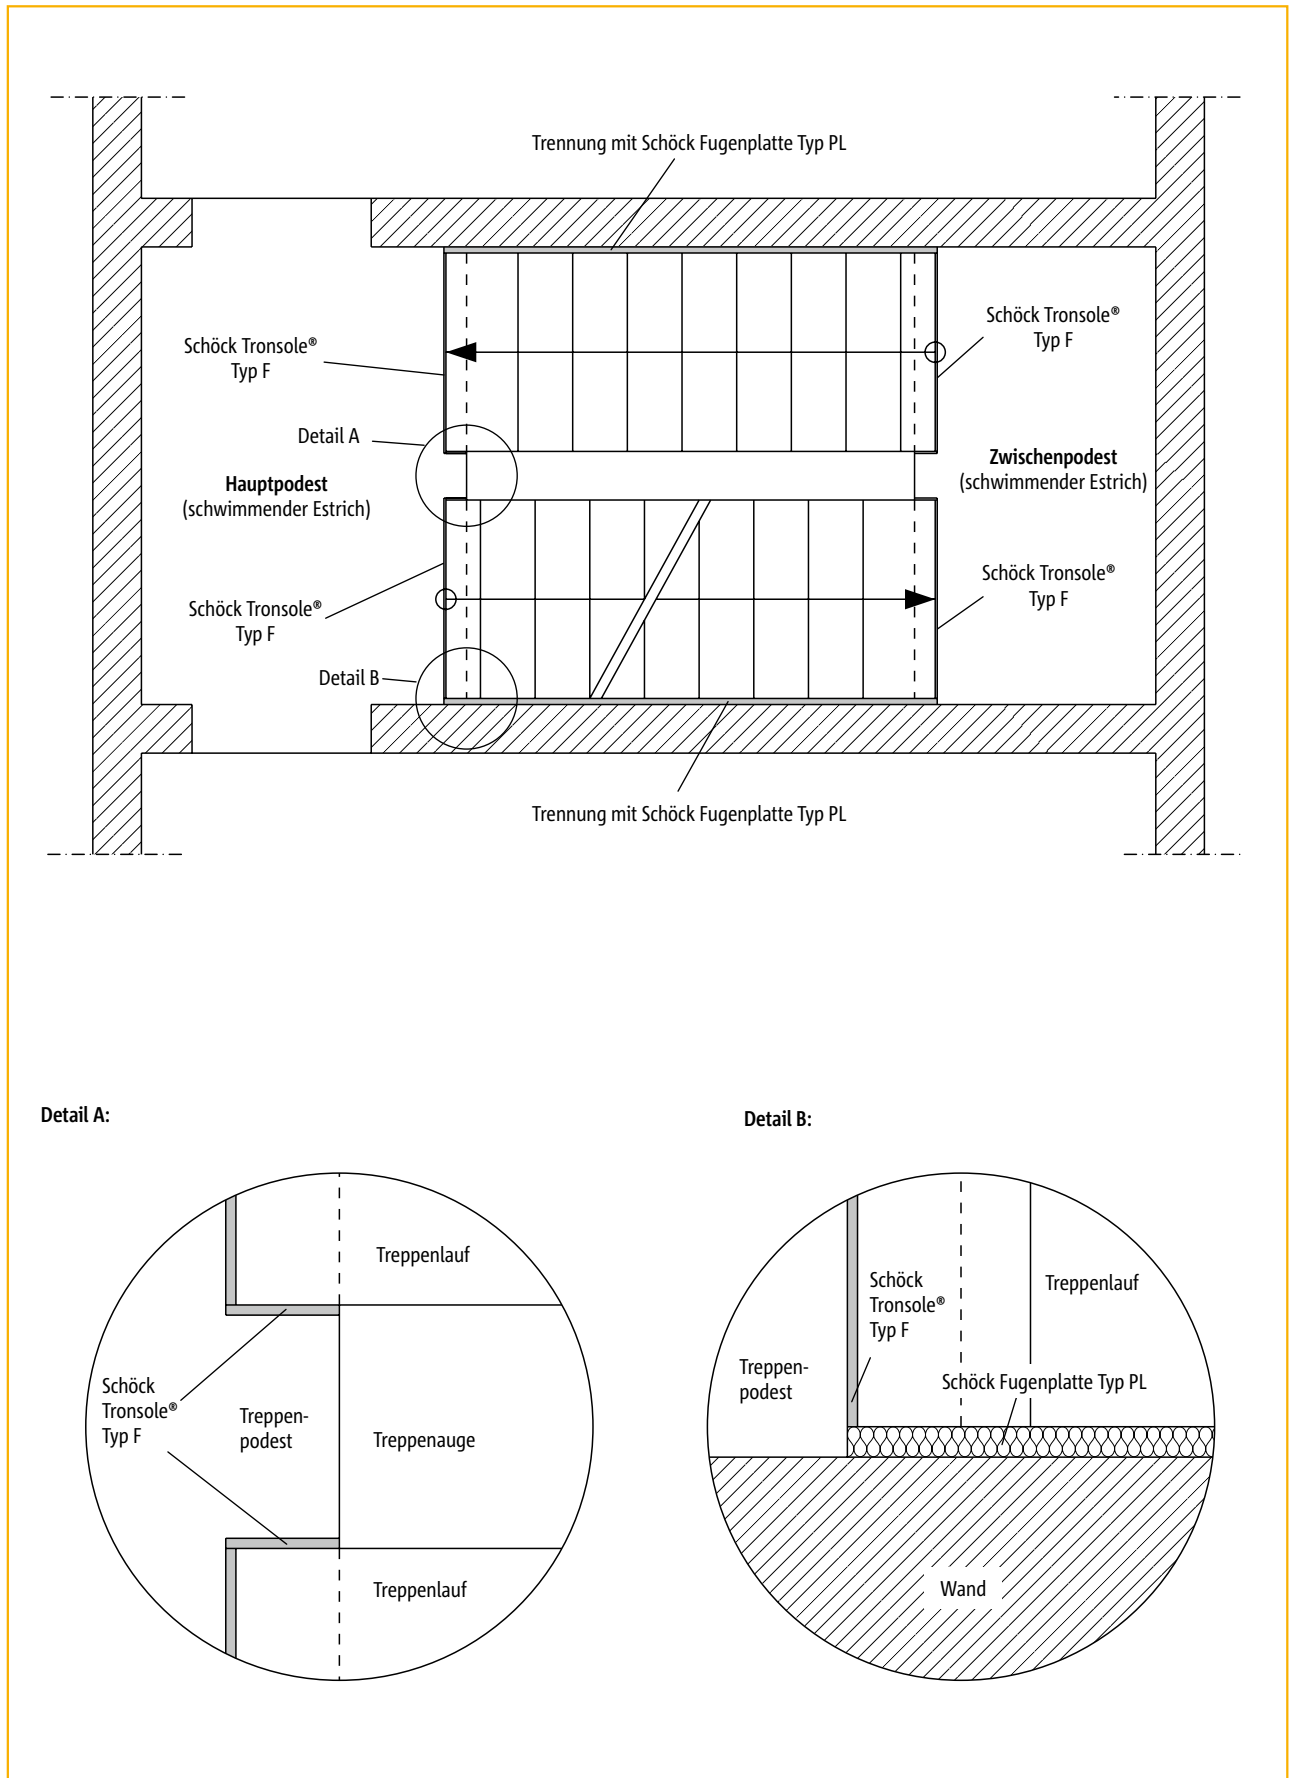 Trennung mit Schöck Fugenplatte Typ PL
Schöck Tronsole®
Typ F
Schöck Tronsole®
Typ F
Detail A
Hauptpodest
(schwimmender Estrich)
Zwischenpodest
(schwimmender Estrich)
Schöck Tronsole®
Typ F
Schöck Tronsole®
Typ F
Detail B
Trennung mit Schöck Fugenplatte Typ PL
Detail A:
Treppenlauf
Schöck
Tronsole®
Typ F
Treppen-
podest
Treppenauge
Treppenlauf
Detail B:
Schöck
Tronsole®
Typ F
Treppenlauf
Treppen-
podest
Schöck Fugenplatte Typ PL
Wand